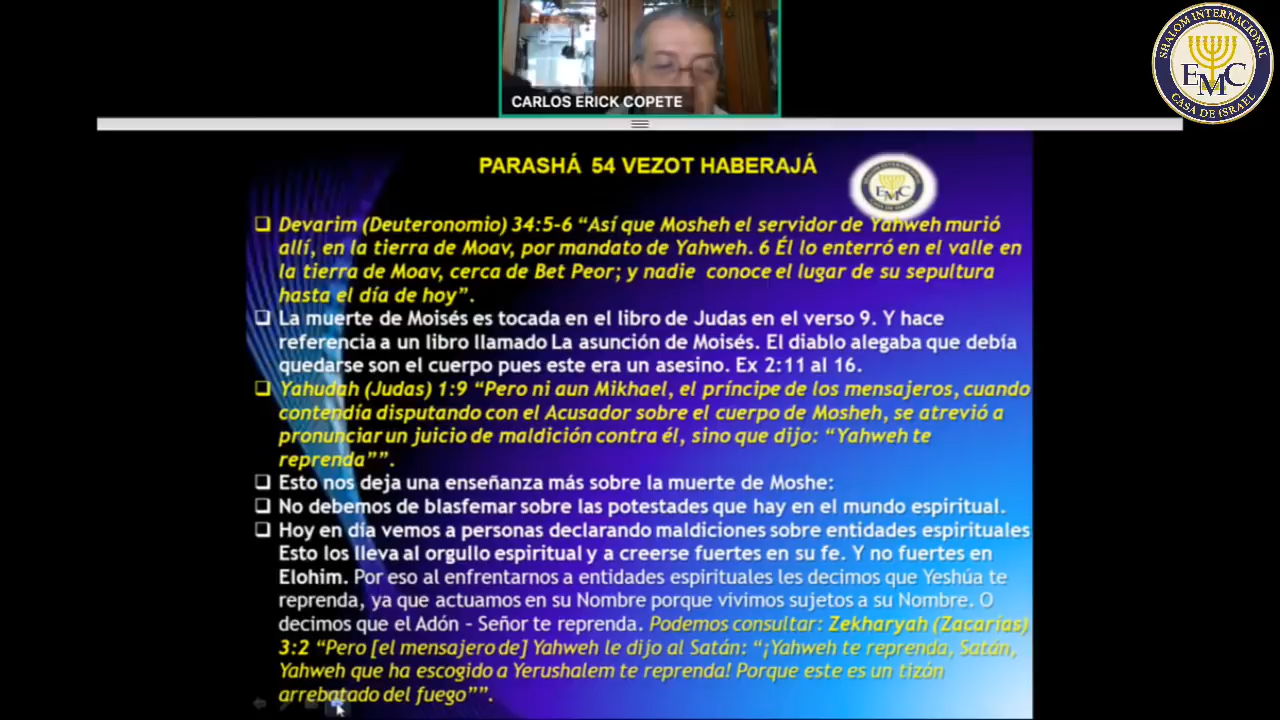 SHALOM INTERNACIONAL
EMC
CASA DE ISRAEL
CARLOS ERICK COPETE
PARASHÁ 54 VEZOT HABERAJÁ
EMC
❑ Devarim (Deuteronomio) 34:5-6 “Así que Mosheh el servidor de Yahweh murió
allí, en la tierra de Moav, por mandato de Yahweh. 6 Él lo enterró en el valle en
la tierra de Moav, cerca de Bet Peor; y nadie conoce el lugar de su sepultura
hasta el día de hoy”.
❑ La muerte de Moisés es tocada en el libro de Judas en el verso 9. Y hace
referencia a un libro llamado La asunción de Moisés. El diablo alegaba que debía
quedarse son el cuerpo pues este era un asesino. Ex 2:11 al 16.
❑ Yahudah (Judas) 1:9 “Pero ni aun Mikhael, el príncipe de los mensajeros, cuando
contendía disputando con el Acusador sobre el cuerpo de Mosheh, se atrevió a
pronunciar un juicio de maldición contra él, sino que dijo: “Yahweh te
reprenda””.
❑ Esto nos deja una enseñanza más sobre la muerte de Moshe:
❑ No debemos de blasfemar sobre las potestades que hay en el mundo espiritual.
❑ Hoy en día vemos a personas declarando maldiciones sobre entidades espirituales
Esto los lleva al orgullo espiritual y a creerse fuertes en su fe. Y no fuertes en
Elohim. Por eso al enfrentarnos a entidades espirituales les decimos que Yeshúa te
reprenda, ya que actuamos en su Nombre porque vivimos sujetos a su Nombre. O
decimos que el Adón – Señor te reprenda. Podemos consultar: Zekharyah (Zacarías)
3:2 “Pero [el mensajero de] Yahweh le dijo al Satán: “¡Yahweh te reprenda, Satán,
Yahweh que ha escogido a Yerushalem te reprenda! Porque este es un tizón
arrebatado del fuego””.